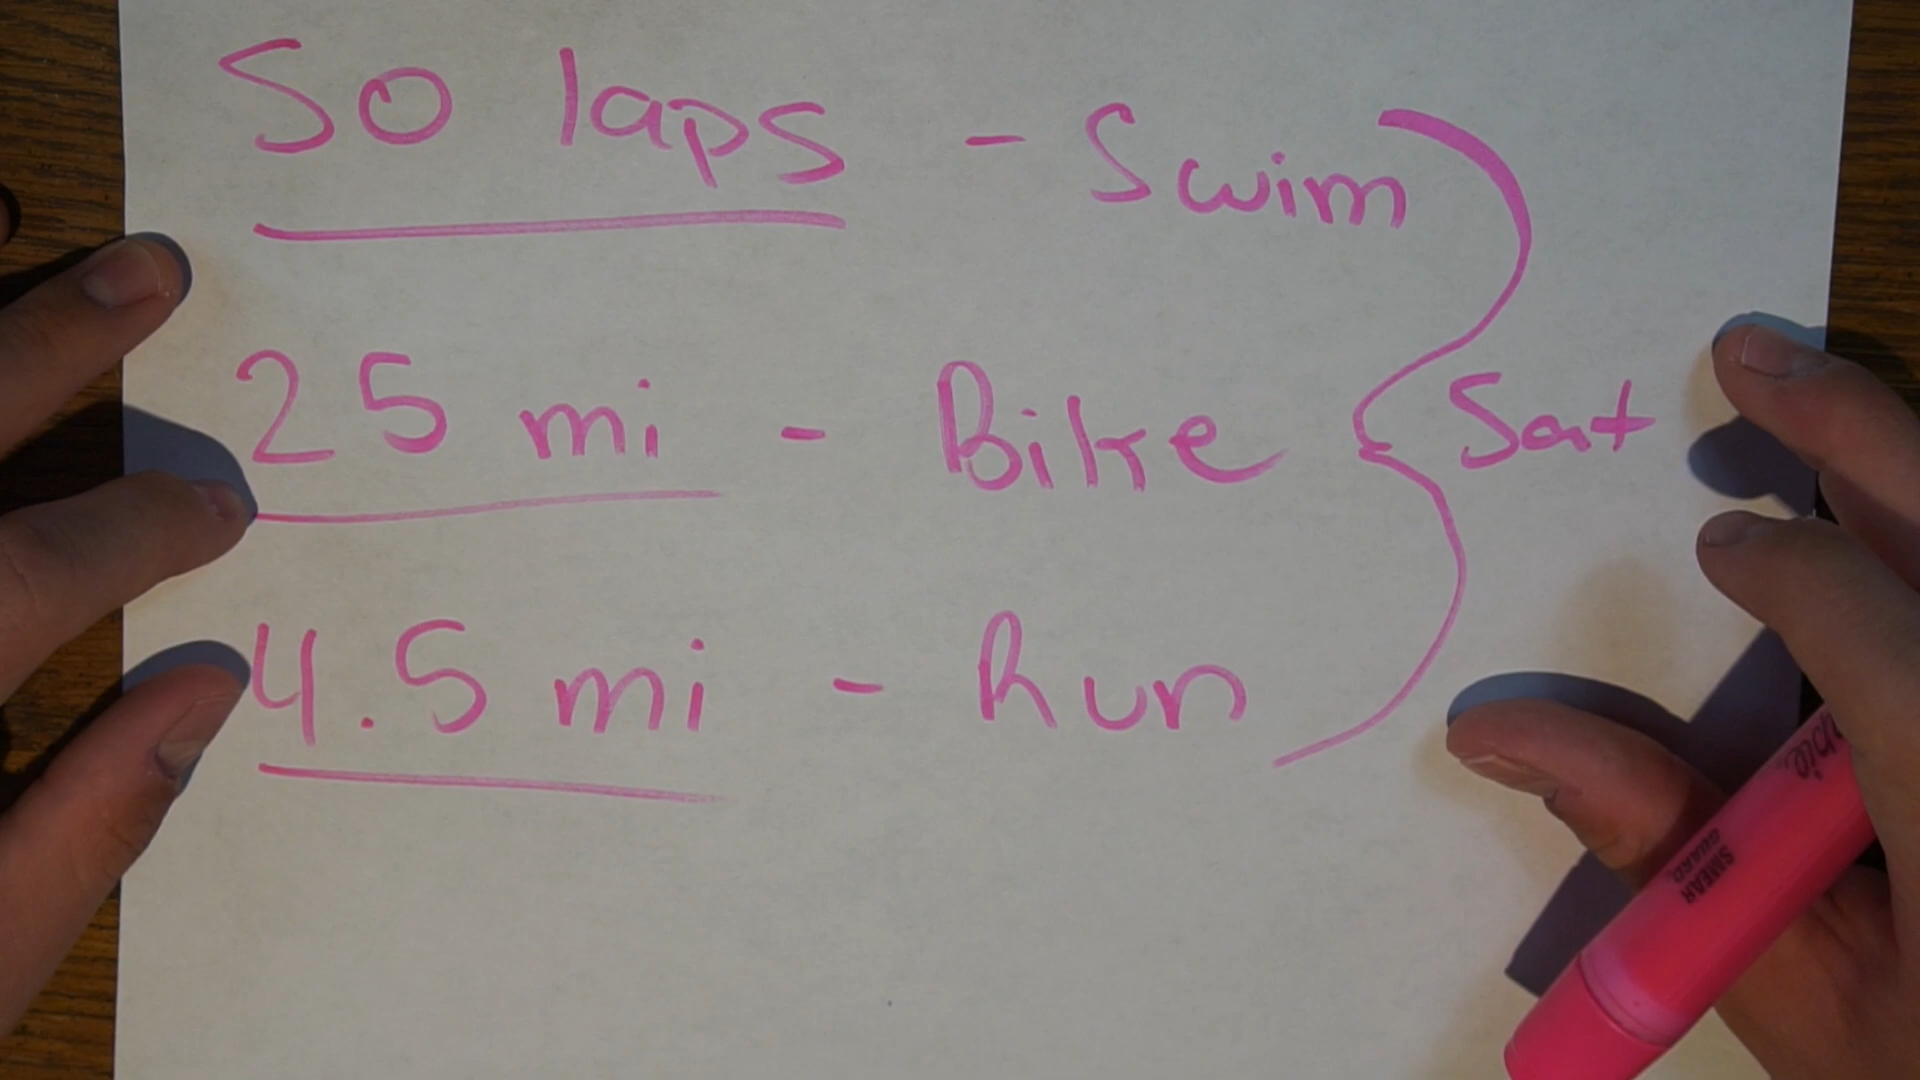 50 laps - Swim
25 mi - Bike
Sat
4.5 mi - Run
SMEAR
GUARD